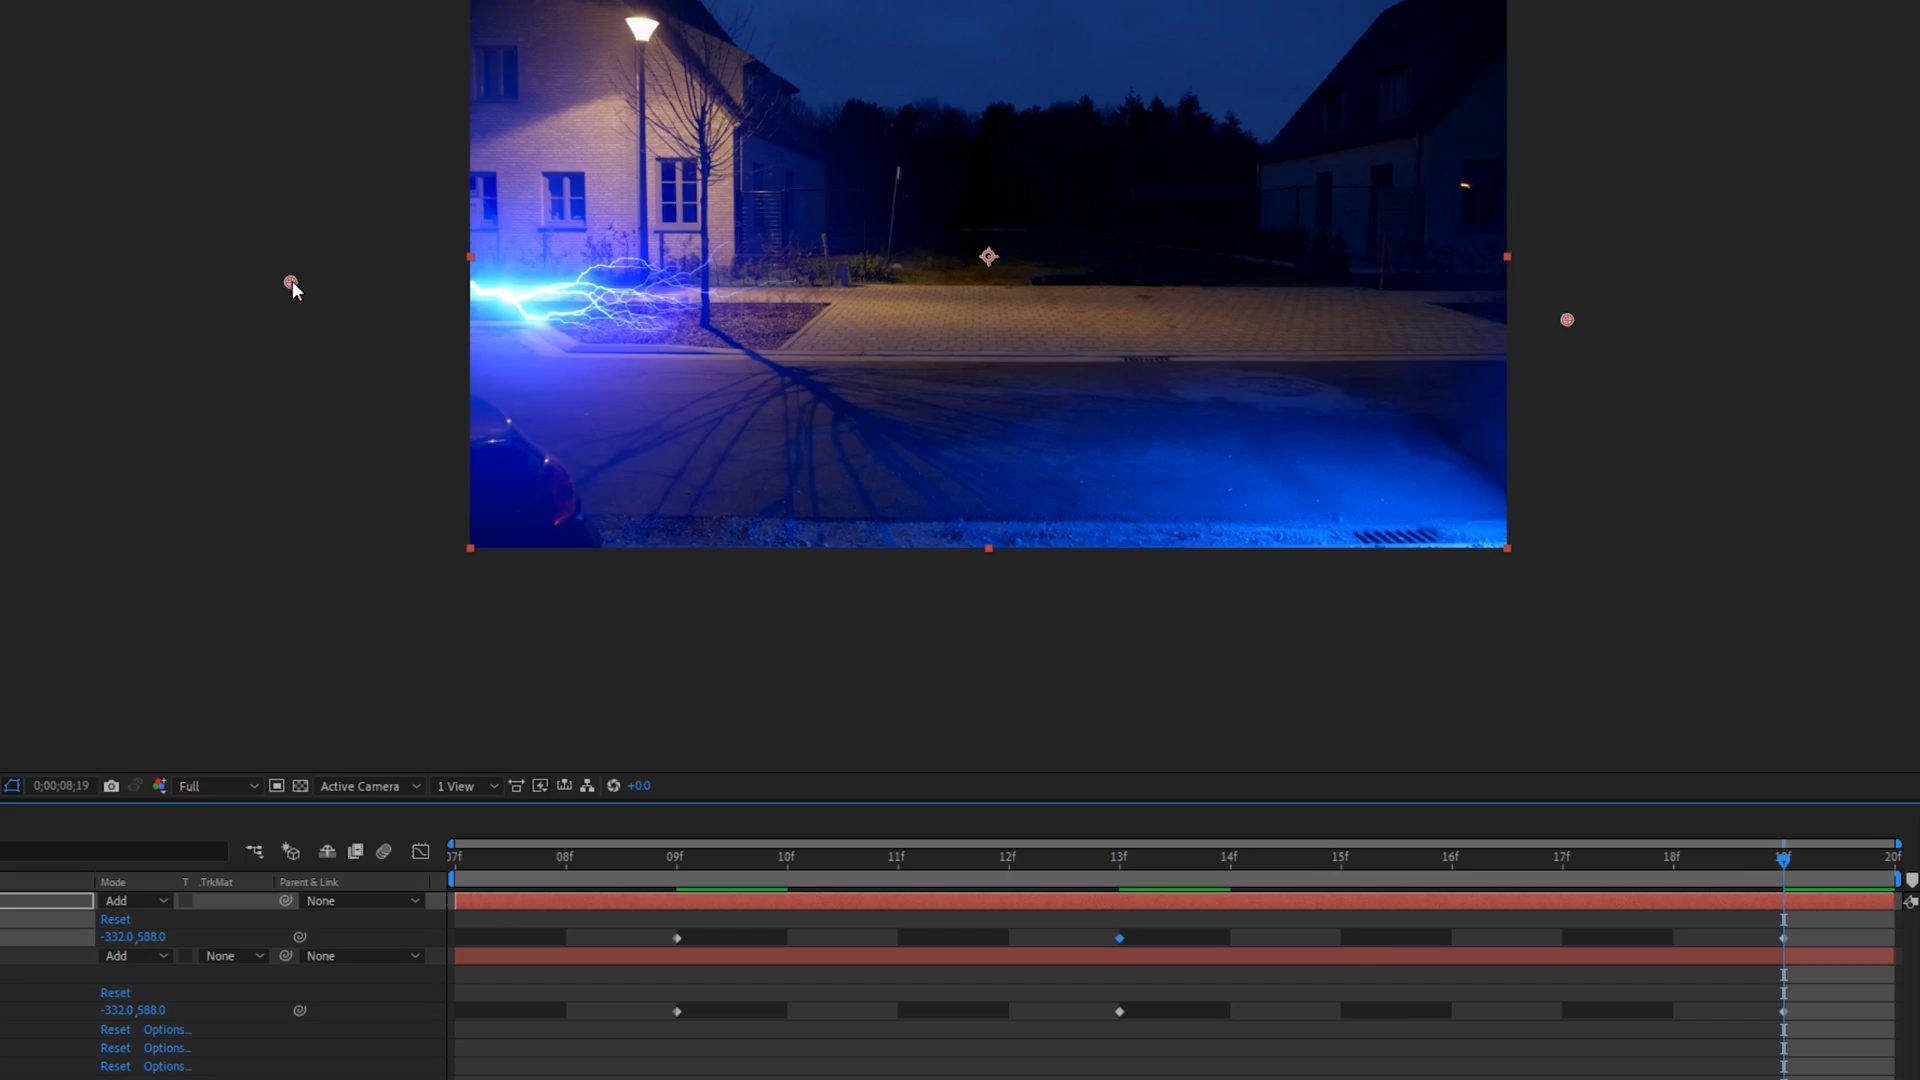 0;00;08;19 Full Active Camera 1 View +0.0
07f 08f 09f 10f 11f 12f 13f 14f 15f 16f 17f 18f 20f
Mode T .TrkMat Parent & Link
Add None
Reset
-332.0,588.0
Add None None
Reset
-332.0,588.0
Reset Options...
Reset Options...
Reset Options...